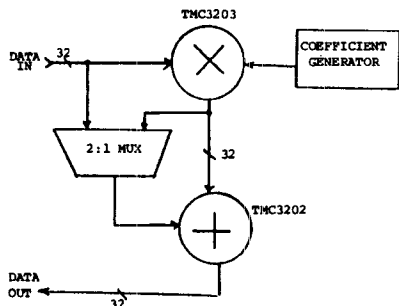 TMC3203
DATA
IN
32
COEFFICIENT
GENERATOR
2:1 MUX
32
TMC3202
DATA
OUT
32